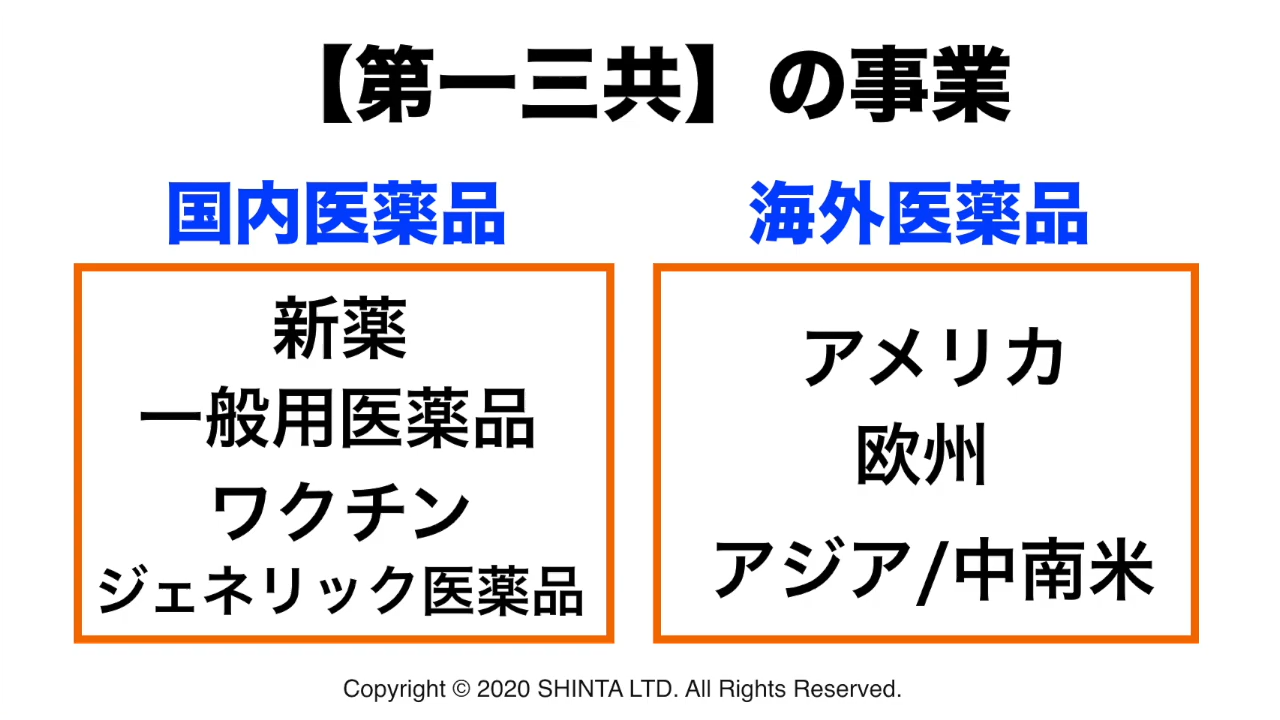 【第一三共】の事業
国内医薬品
新薬
一般用医薬品
ワクチン
ジェネリック医薬品
海外医薬品
アメリカ
欧州
アジア/中南米
Copyright © 2020 SHINTA LTD. All Rights Reserved.